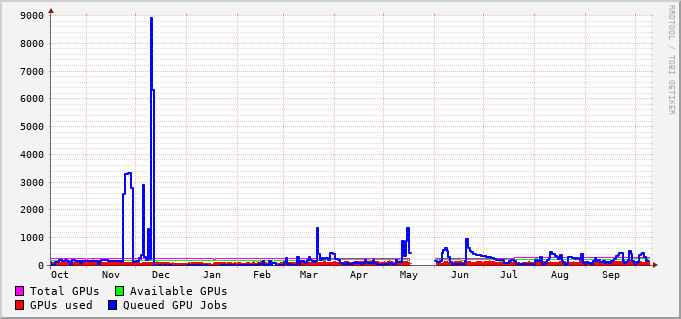 9000
8000
7000
6000
5000
4000
3000
2000
1000
0
Oct Nov Dec Jan Feb Mar Apr May Jun Jul Aug Sep
Total GPUs Available GPUs
GPUs used Queued GPU Jobs
RRDTOOL / TOBI OETIKER